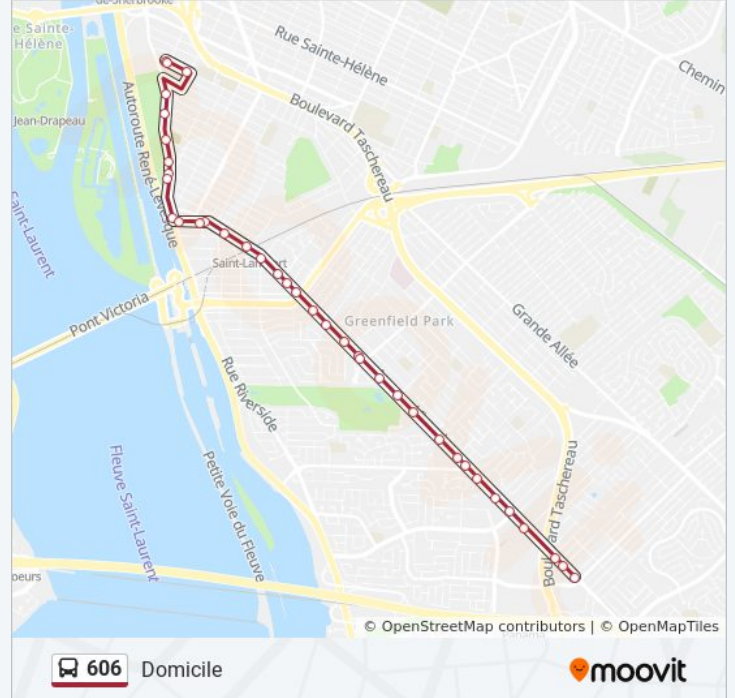 de-Sherbrooke
e Sainte-
Hélène
Rue Sainte-Hélène
Chemin
Jean-Drapeau
Autoroute René-Lévesque
Boulevard Taschereau
Saint-Laurent
Saint-Lambert
Pont Victoria
Greenfield Park
Grande Allée
Rue Riverside
Fleuve Saint-Laurent
Petite Voie du Fleuve
Boulevard Taschereau
oeurs
© OpenStreetMap contributors | © OpenMapTiles
606 Domicile
moovit